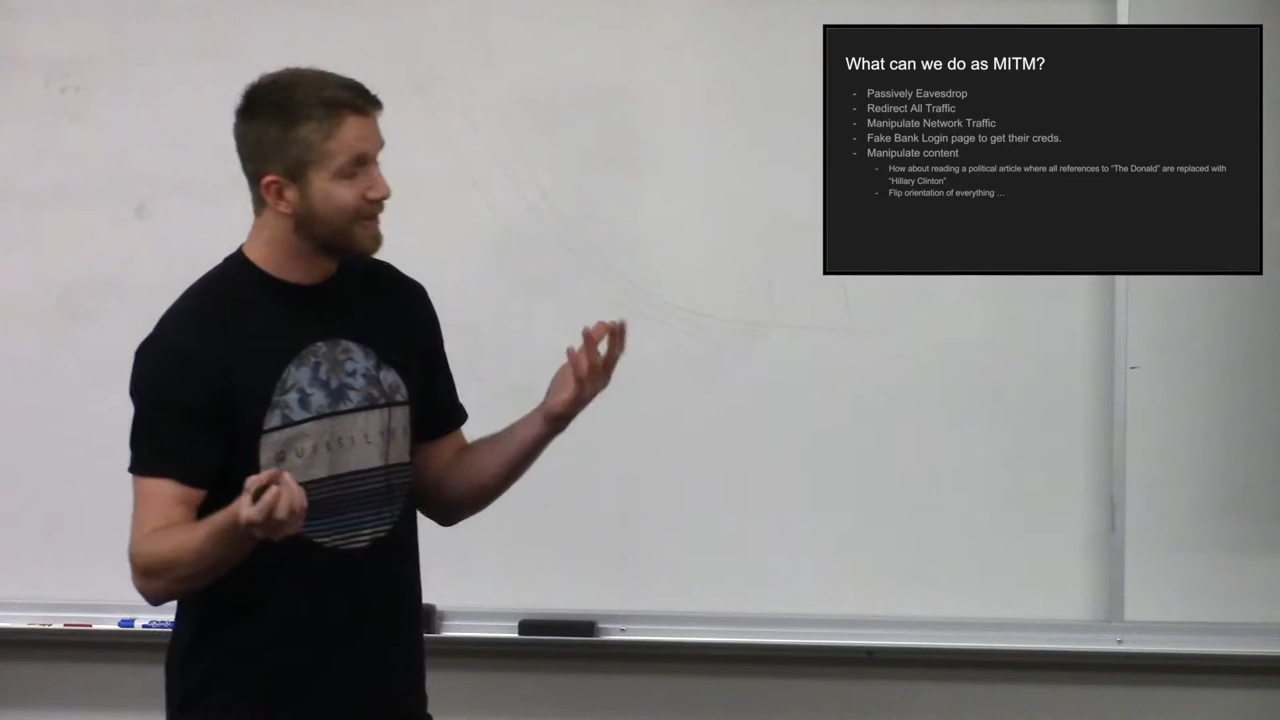 What can we do as MITM?
- Passively Eavesdrop
- Redirect All Traffic
- Manipulate Network Traffic
- Fake Bank Login page to get their creds.
- Manipulate content
- How about reading a political article where all references to "The Donald" are replaced with
"Hillary Clinton"
- Flip orientation of everything ...
QUIKSILVER